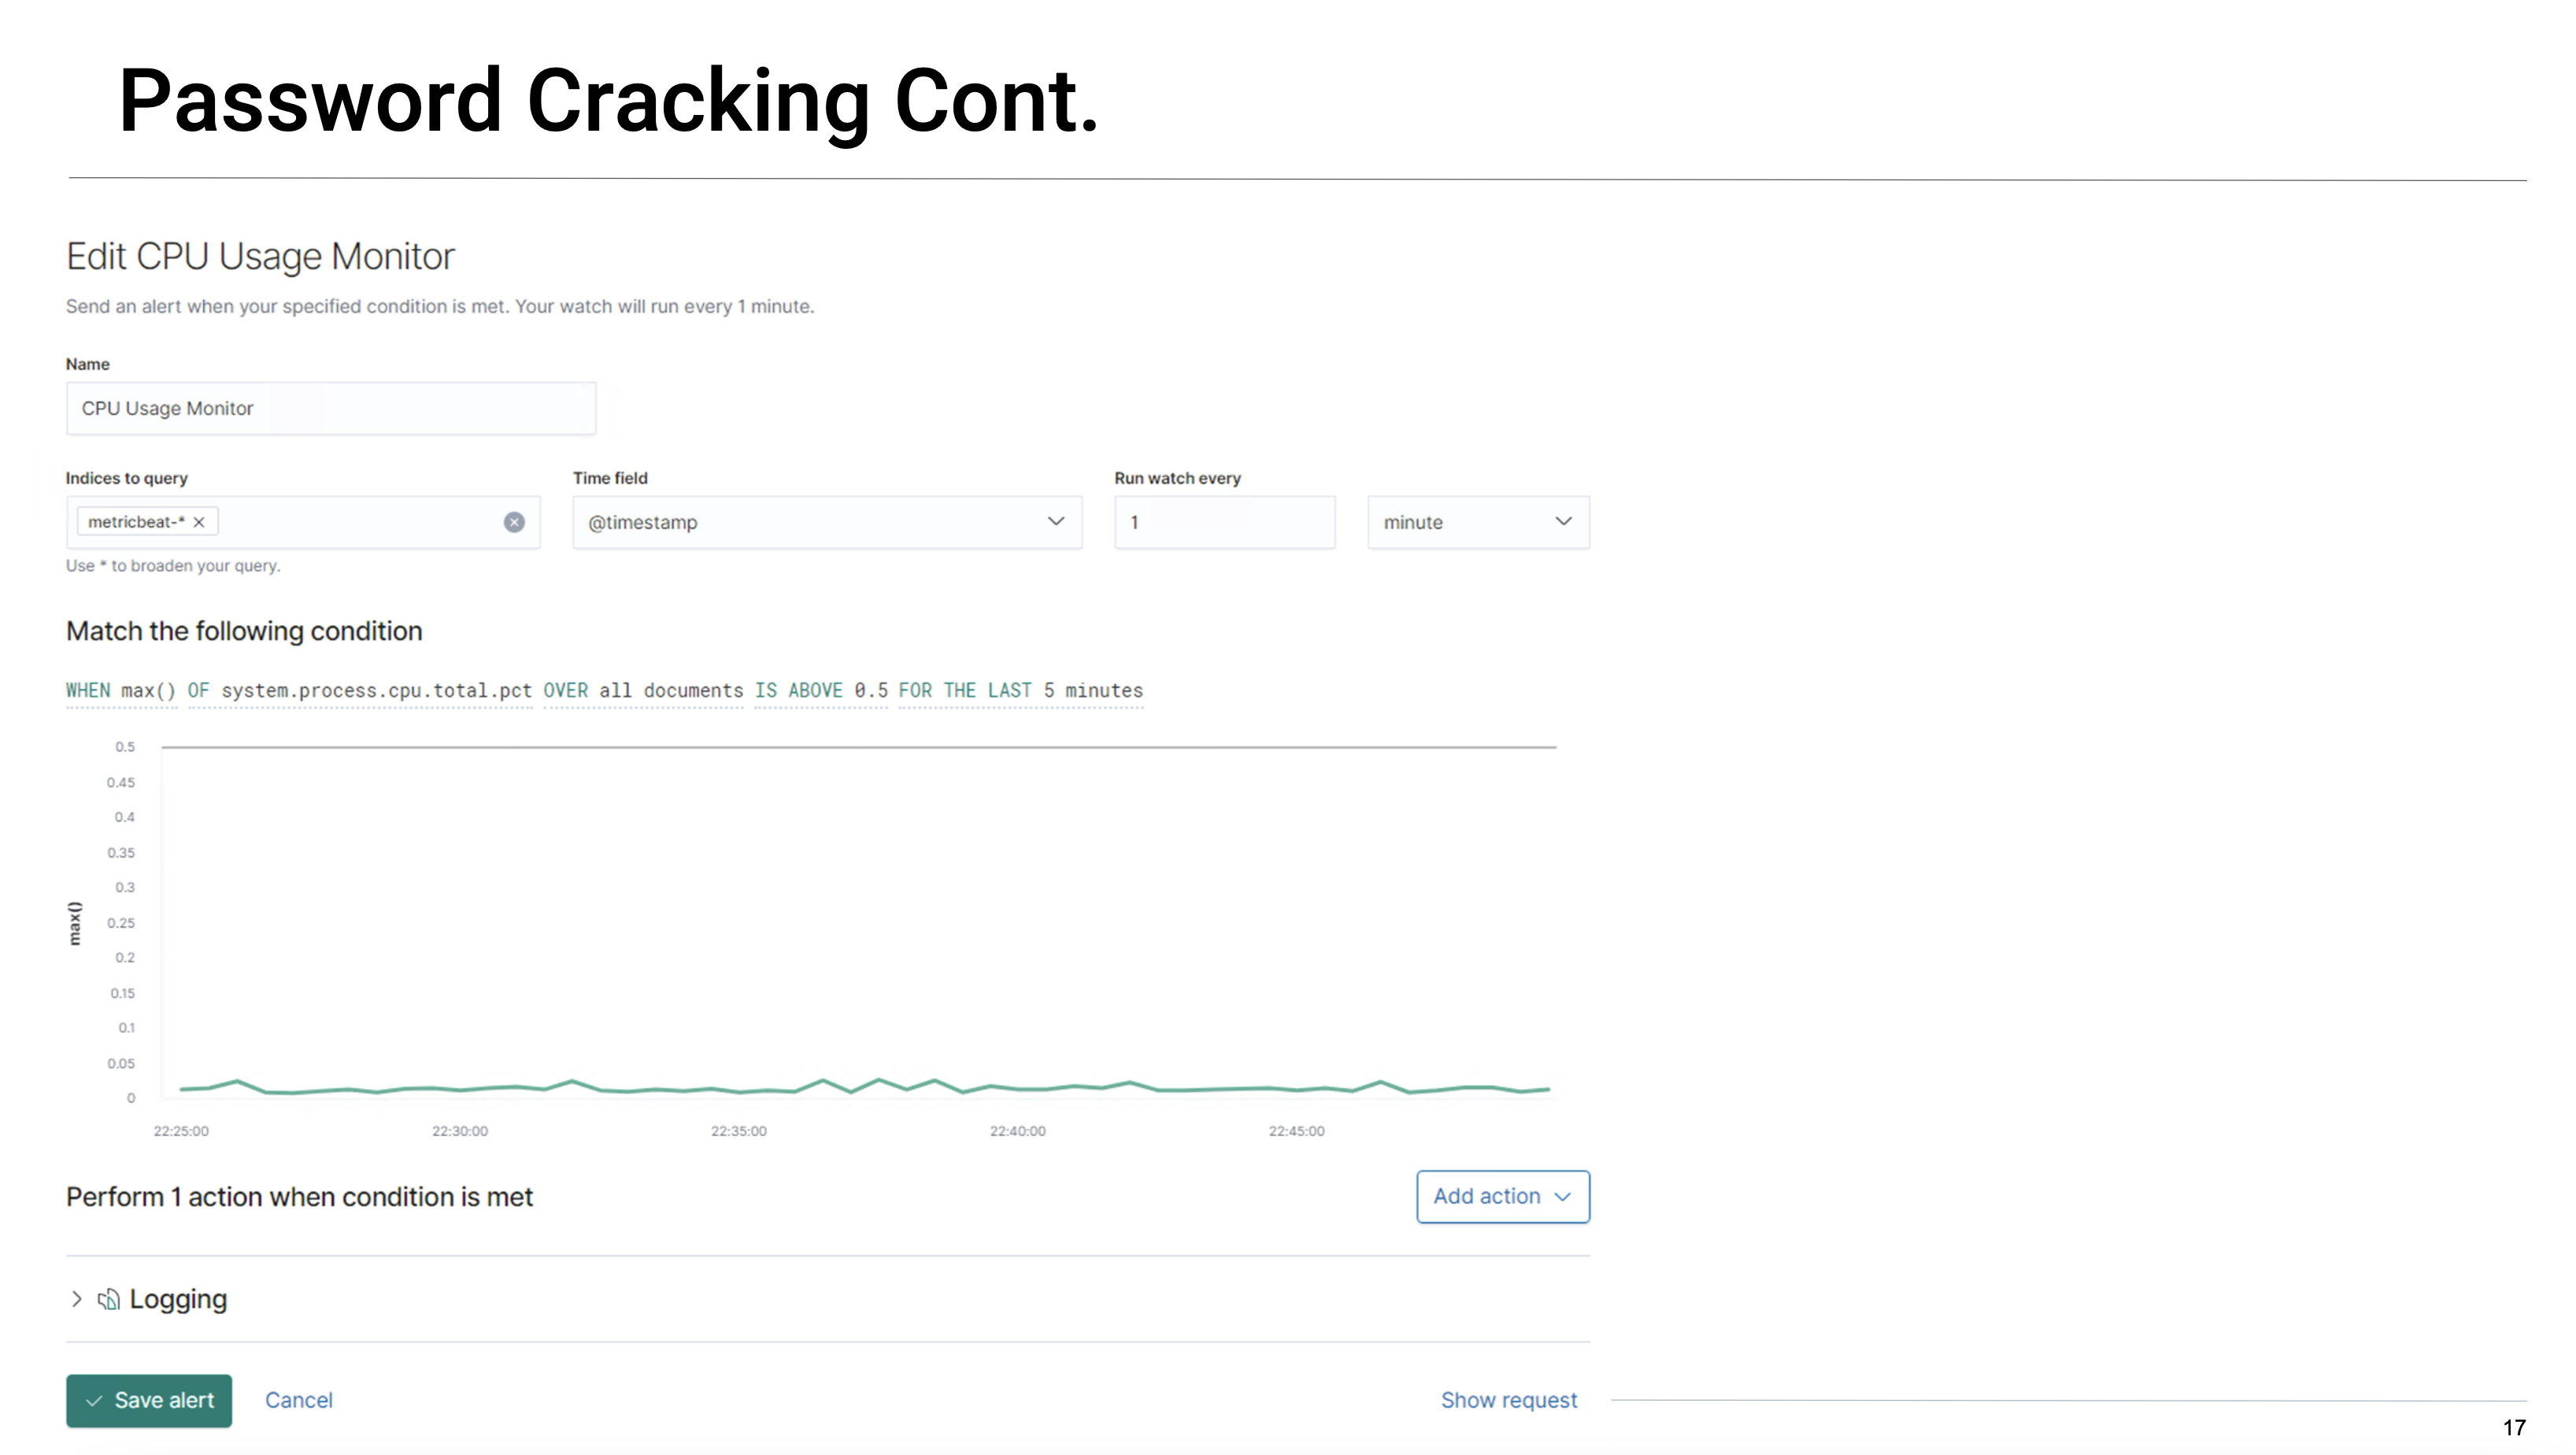 Password Cracking Cont.
Edit CPU Usage Monitor
Send an alert when your specified condition is met. Your watch will run every 1 minute.
Name
CPU Usage Monitor
Indices to query Time field Run watch every
metricbeat-* @timestamp 1 minute
Use * to broaden your query.
Match the following condition
WHEN max() OF system.process.cpu.total.pct OVER all documents IS ABOVE 0.5 FOR THE LAST 5 minutes
0.5
0.45
0.4
0.35
0.3
0.25
0.2
0.15
0.1
0.05
0
max()
22:25:00 22:30:00 22:35:00 22:40:00 22:45:00
Perform 1 action when condition is met Add action
Logging
Save alert Cancel Show request
17